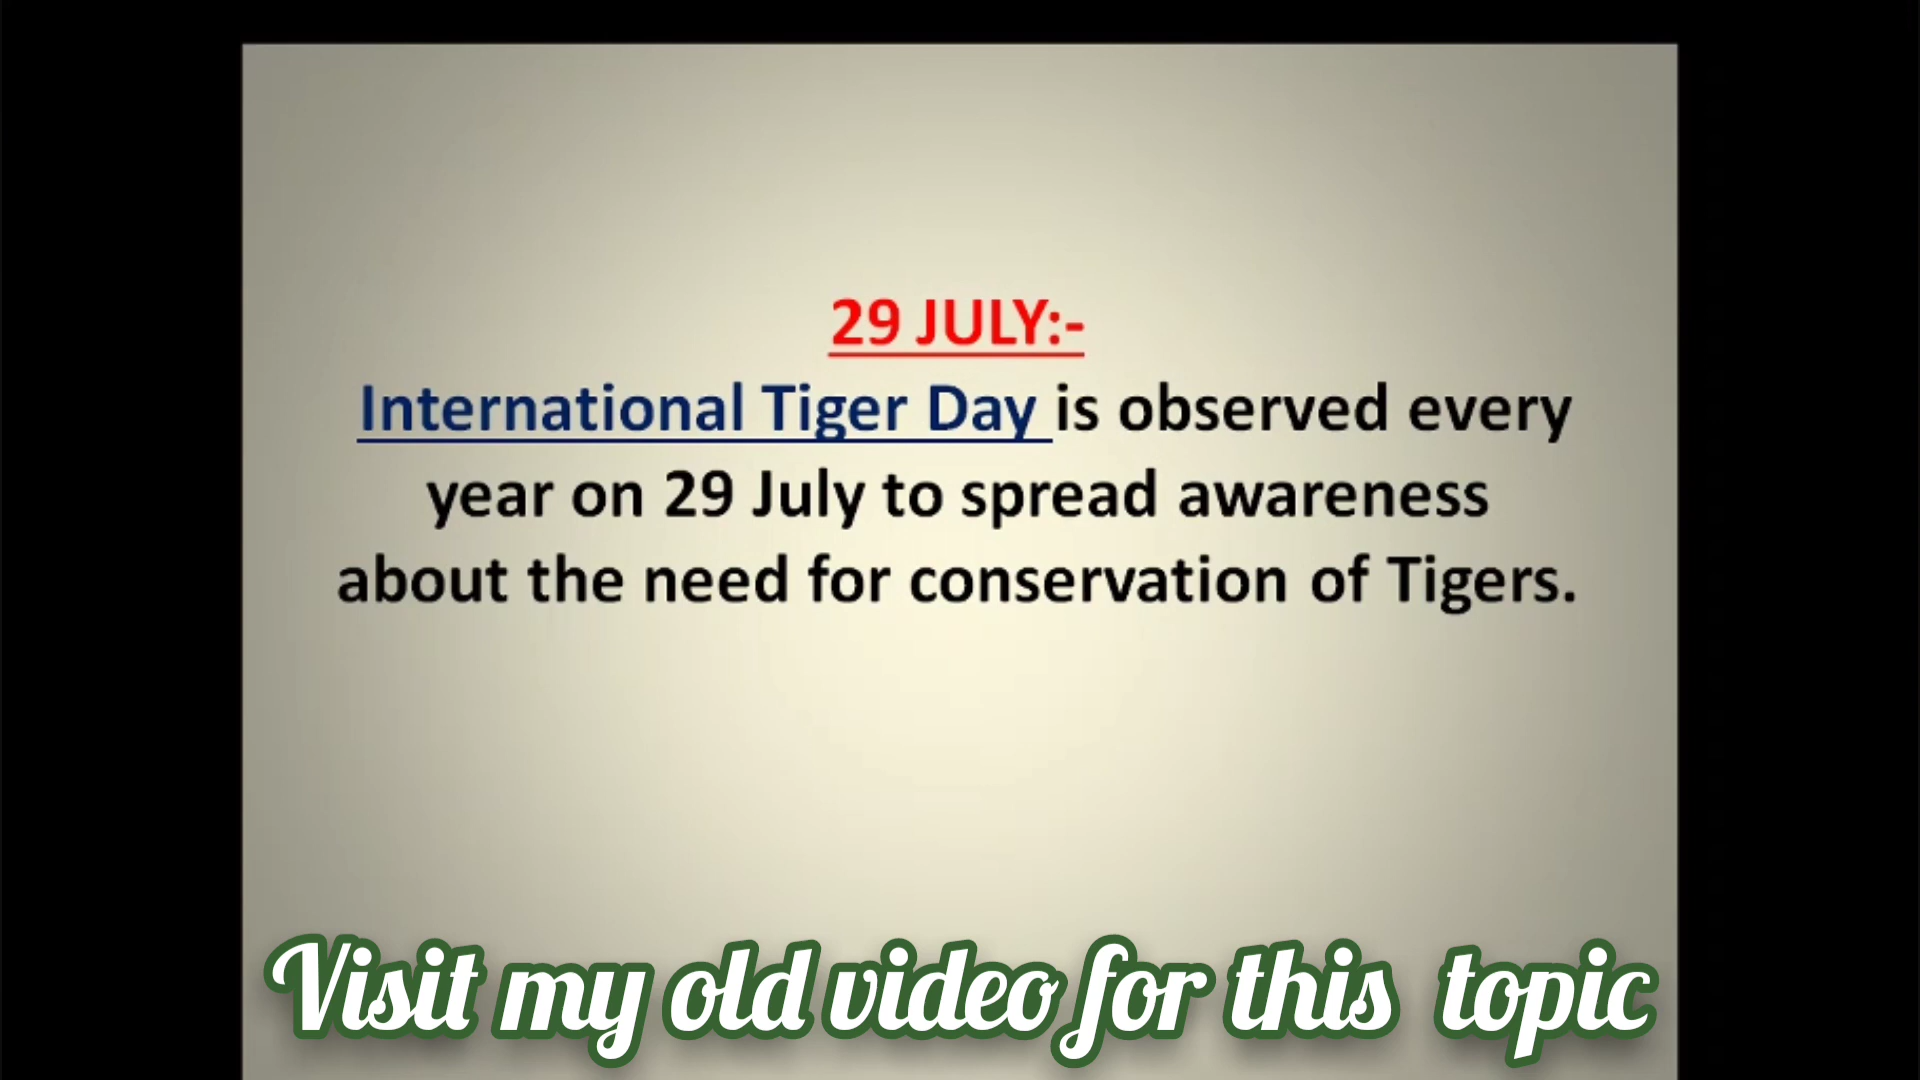 29 JULY:-
International Tiger Day is observed every
year on 29 July to spread awareness
about the need for conservation of Tigers.
Visit my old video for this topic